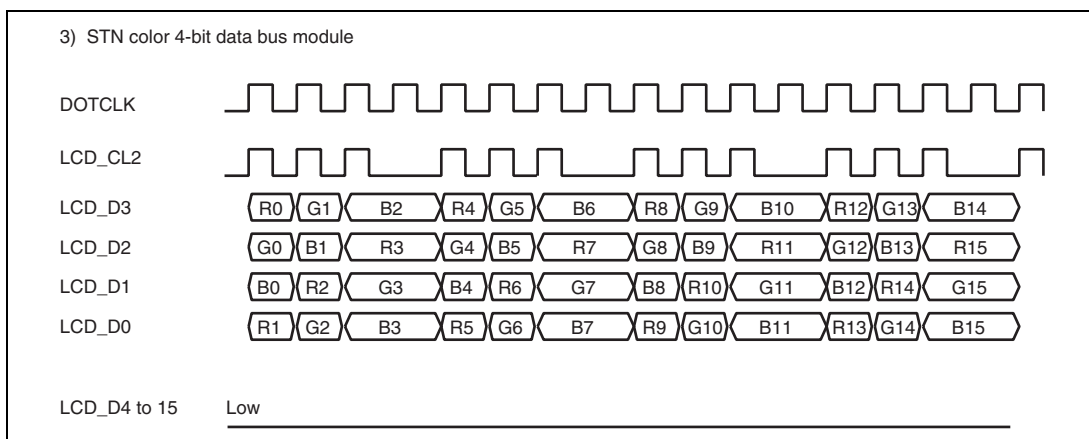 3) STN color 4-bit data bus module
DOTCLK
LCD_CL2
LCD_D3 R0 G1 B2 R4 G5 B6 R8 G9 B10 R12 G13 B14
LCD_D2 G0 B1 R3 G4 B5 R7 G8 B9 R11 G12 B13 R15
LCD_D1 B0 R2 G3 B4 R6 G7 B8 R10 G11 B12 R14 G15
LCD_D0 R1 G2 B3 R5 G6 B7 R9 G10 B11 R13 G14 B15
LCD_D4 to 15 Low